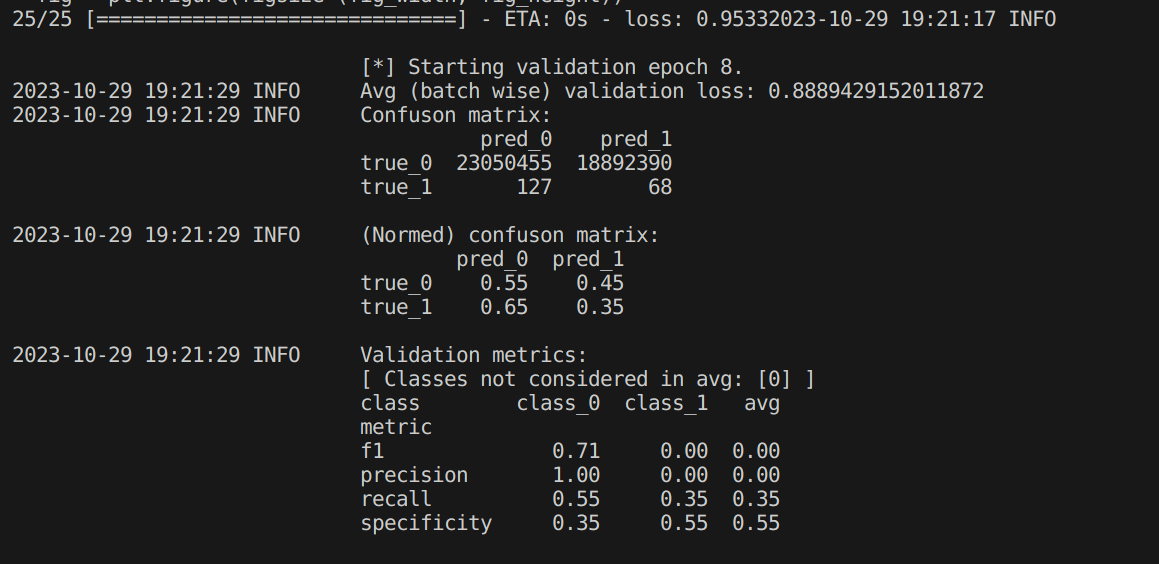 fig = plt.figure(figsize=(fig_width, fig_height))
25/25 [==============================] - ETA: 0s - loss: 0.95332023-10-29 19:21:17 INFO
[*] Starting validation epoch 8.
2023-10-29 19:21:29 INFO Avg (batch wise) validation loss: 0.8889429152011872
2023-10-29 19:21:29 INFO Confuson matrix:
pred_0 pred_1
true_0 23050455 18892390
true_1 127 68
2023-10-29 19:21:29 INFO (Normed) confuson matrix:
pred_0 pred_1
true_0 0.55 0.45
true_1 0.65 0.35
2023-10-29 19:21:29 INFO Validation metrics:
[ Classes not considered in avg: [0] ]
class class_0 class_1 avg
metric
f1 0.71 0.00 0.00
precision 1.00 0.00 0.00
recall 0.55 0.35 0.35
specificity 0.35 0.55 0.55